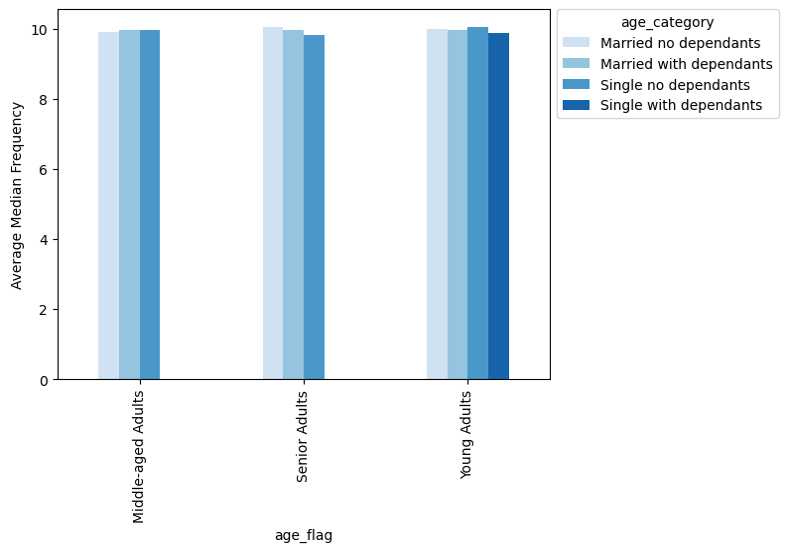 age_category
Married no dependants
Married with dependants
Single no dependants
Single with dependants
Average Median Frequency
10
8
6
4
2
0
Middle-aged Adults
Senior Adults
Young Adults
age_flag